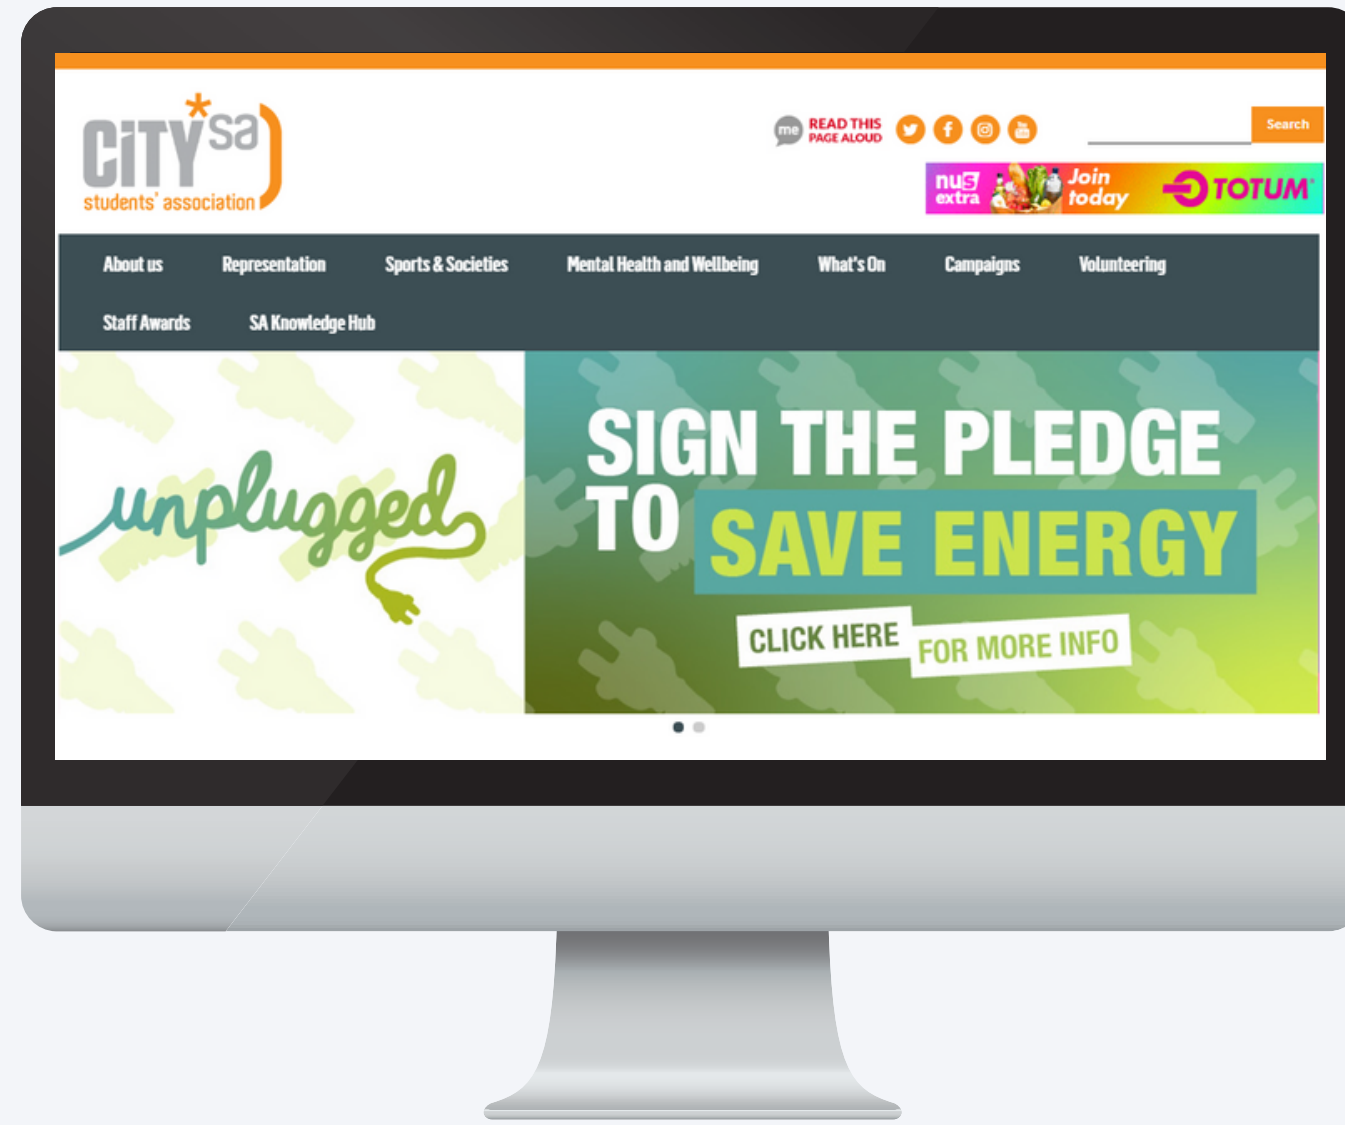 CiTY*sa
students' association
me READ THIS
PAGE ALOUD
Search
nus extra
Join today
TOTUM
About us Representation Sports & Societies Mental Health and Wellbeing What's On Campaigns Volunteering
Staff Awards SA Knowledge Hub
unplugged
SIGN THE PLEDGE
TO SAVE ENERGY
CLICK HERE FOR MORE INFO